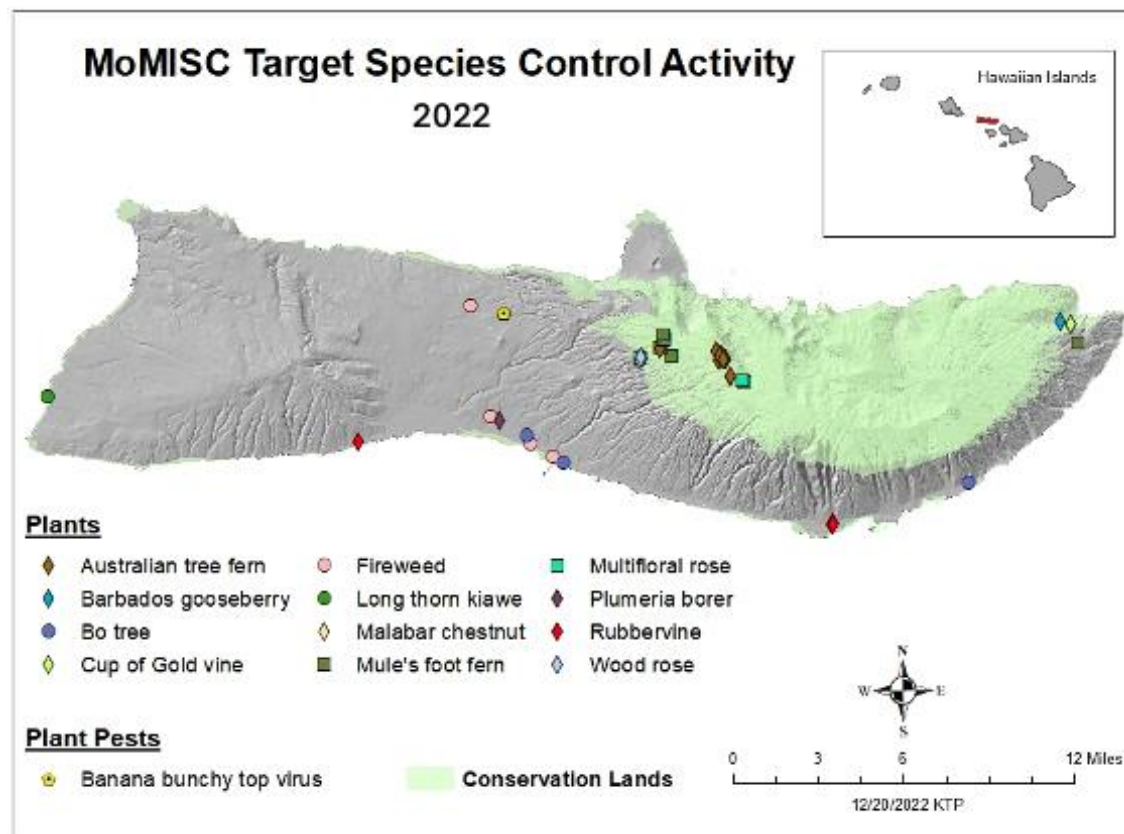 MoMISC Target Species Control Activity
2022
Hawaiian Islands
Plants
Australian tree fern
Barbados gooseberry
Bo tree
Cup of Gold vine
Fireweed
Long thorn kiawe
Malabar chestnut
Mule's foot fern
Multifloral rose
Plumeria borer
Rubbervine
Wood rose
Plant Pests
Banana bunchy top virus
Conservation Lands
N
W E
S
0 3 6 12 Miles
12/20/2022 KTP